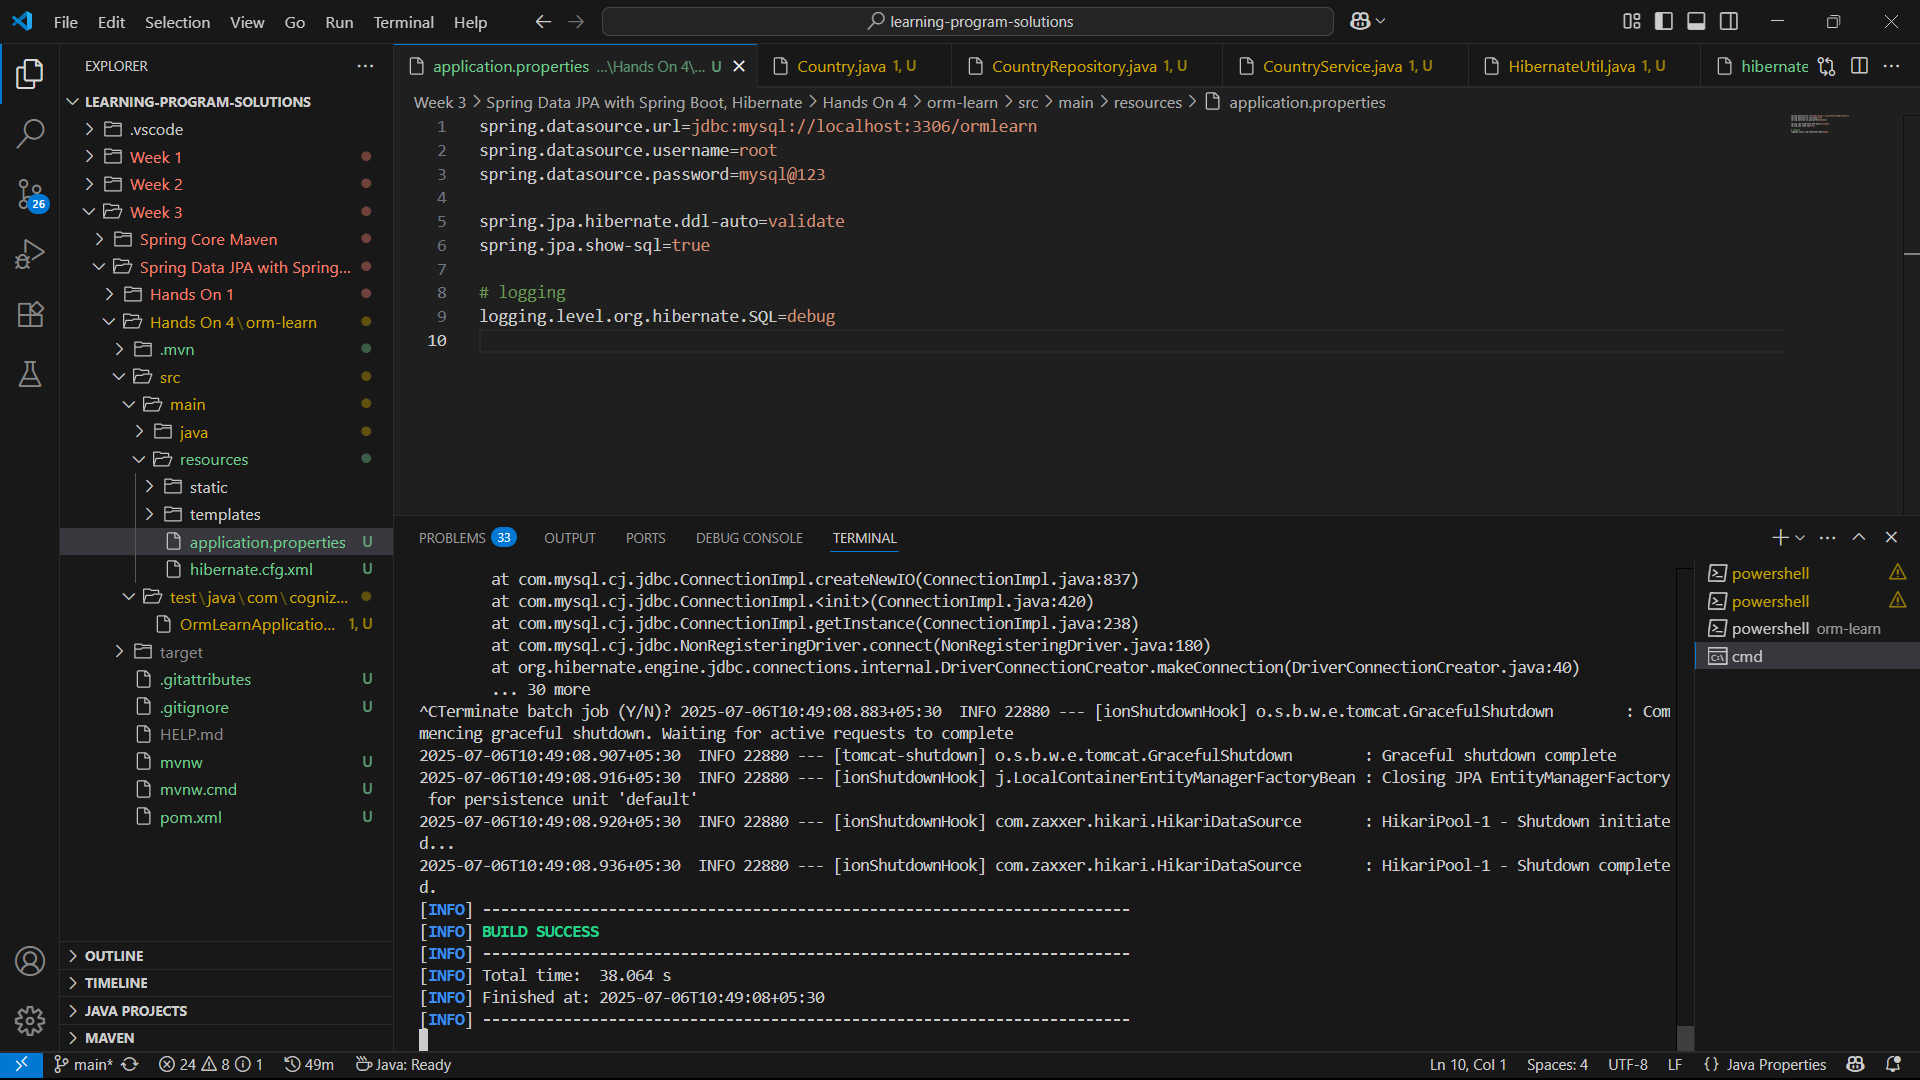 File Edit Selection View Go Run Terminal Help
learning-program-solutions
EXPLORER
LEARNING-PROGRAM-SOLUTIONS
.vscode
Week 1
Week 2
Week 3
Spring Core Maven
Spring Data JPA with Spring...
Hands On 1
Hands On 4\orm-learn
.mvn
src
main
java
resources
static
templates
application.properties U
hibernate.cfg.xml U
test\java\com\cogniz...
OrmLearnApplicatio... 1, U
target
.gitattributes U
.gitignore U
HELP.md
mvnw U
mvnw.cmd U
pom.xml U
OUTLINE
TIMELINE
JAVA PROJECTS
MAVEN
26
application.properties ...\Hands On 4\... U
Country.java 1, U
CountryRepository.java 1, U
CountryService.java 1, U
HibernateUtil.java 1, U
hibernate
Week 3 > Spring Data JPA with Spring Boot, Hibernate > Hands On 4 > orm-learn > src > main > resources > application.properties
1 spring.datasource.url=jdbc:mysql://localhost:3306/ormlearn
2 spring.datasource.username=root
3 spring.datasource.password=mysql@123
4
5 spring.jpa.hibernate.ddl-auto=validate
6 spring.jpa.show-sql=true
7
8 # logging
9 logging.level.org.hibernate.SQL=debug
10
PROBLEMS 33 OUTPUT PORTS DEBUG CONSOLE TERMINAL
at com.mysql.cj.jdbc.ConnectionImpl.createNewIO(ConnectionImpl.java:837)
at com.mysql.cj.jdbc.ConnectionImpl.<init>(ConnectionImpl.java:420)
at com.mysql.cj.jdbc.ConnectionImpl.getInstance(ConnectionImpl.java:238)
at com.mysql.cj.jdbc.NonRegisteringDriver.connect(NonRegisteringDriver.java:180)
at org.hibernate.engine.jdbc.connections.internal.DriverConnectionCreator.makeConnection(DriverConnectionCreator.java:40)
... 30 more
^CTerminate batch job (Y/N)? 2025-07-06T10:49:08.883+05:30  INFO 22880 --- [ionShutdownHook] o.s.b.w.e.tomcat.GracefulShutdown        : Com
mencing graceful shutdown. Waiting for active requests to complete
2025-07-06T10:49:08.907+05:30  INFO 22880 --- [tomcat-shutdown] o.s.b.w.e.tomcat.GracefulShutdown        : Graceful shutdown complete
2025-07-06T10:49:08.916+05:30  INFO 22880 --- [ionShutdownHook] j.LocalContainerEntityManagerFactoryBean : Closing JPA EntityManagerFactory
for persistence unit 'default'
2025-07-06T10:49:08.920+05:30  INFO 22880 --- [ionShutdownHook] com.zaxxer.hikari.HikariDataSource       : HikariPool-1 - Shutdown initiate
d...
2025-07-06T10:49:08.936+05:30  INFO 22880 --- [ionShutdownHook] com.zaxxer.hikari.HikariDataSource       : HikariPool-1 - Shutdown complete
d.
[INFO] ------------------------------------------------------------------------
[INFO] BUILD SUCCESS
[INFO] ------------------------------------------------------------------------
[INFO] Total time:  38.064 s
[INFO] Finished at: 2025-07-06T10:49:08+05:30
[INFO] ------------------------------------------------------------------------
powershell
powershell
powershell orm-learn
cmd
main* 24 8 1 49m Java: Ready
Ln 10, Col 1 Spaces: 4 UTF-8 LF {} Java Properties